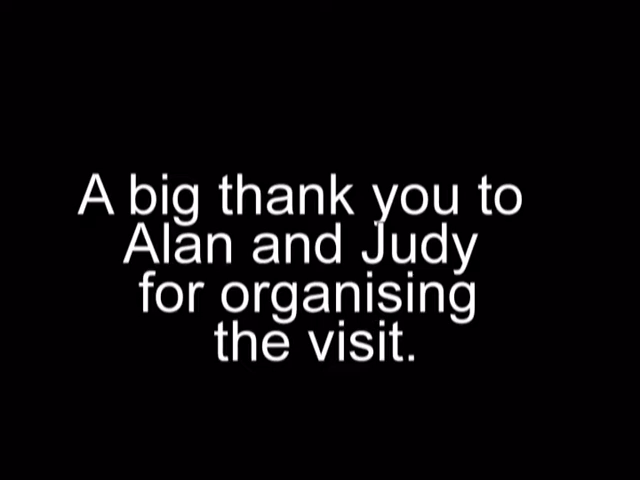 A big thank you to
Alan and Judy
for organising
the visit.